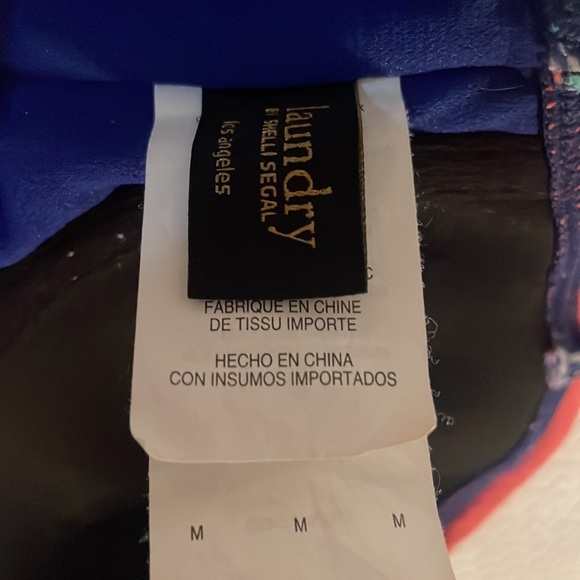 laundry
BY SHELLI SEGAL
los angeles
FABRIQUE EN CHINE
DE TISSU IMPORTE
HECHO EN CHINA
CON INSUMOS IMPORTADOS
M M M